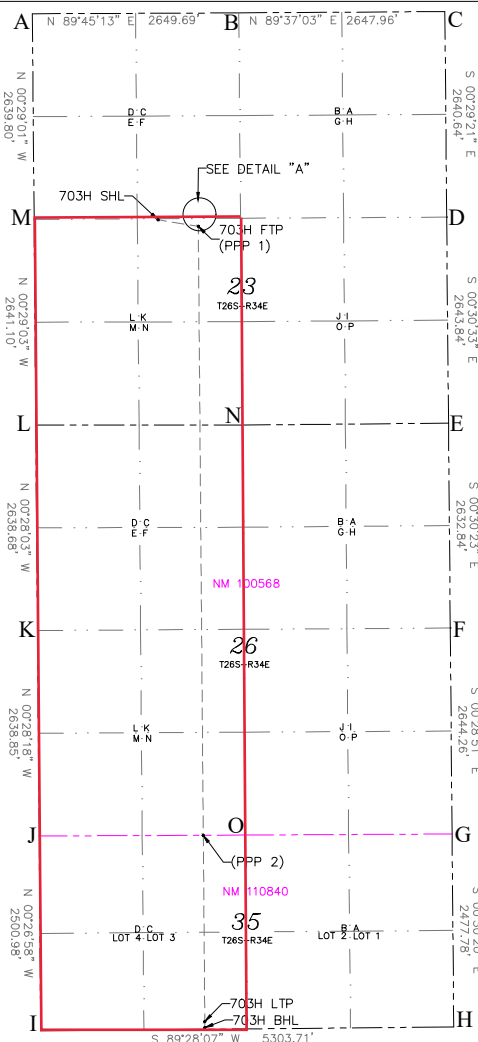 A N 89°45'13" E 2649.69' B N 89°37'03" E 2647.96' C
N 00°29'01" W
2639.80'
S 00°29'21" E
2640.64'
D C
E F
B A
G H
SEE DETAIL "A"
703H SHL
M
D
703H FTP
(PPP 1)
23
T26S-R34E
N 00°29'03" W
2641.10'
S 00°30'33" E
2643.84'
L K
M N
J I
O P
L
N
E
N 00°28'03" W
2638.68'
S 00°30'23" E
2632.84'
D C
E F
B A
G H
NM 100568
K
F
26
T26S-R34E
N 00°28'18" W
2638.85'
S 00°28'51" E
2644.26'
L K
M N
J I
O P
J
O
G
(PPP 2)
NM 110840
N 00°26'58" W
2500.98'
E
2477.78'
35
T26S-R34E
D C
LOT 4 LOT 3
B A
LOT 2 LOT 1
703H LTP
703H BHL
I
H
S 89°28'07" W 5303.71'